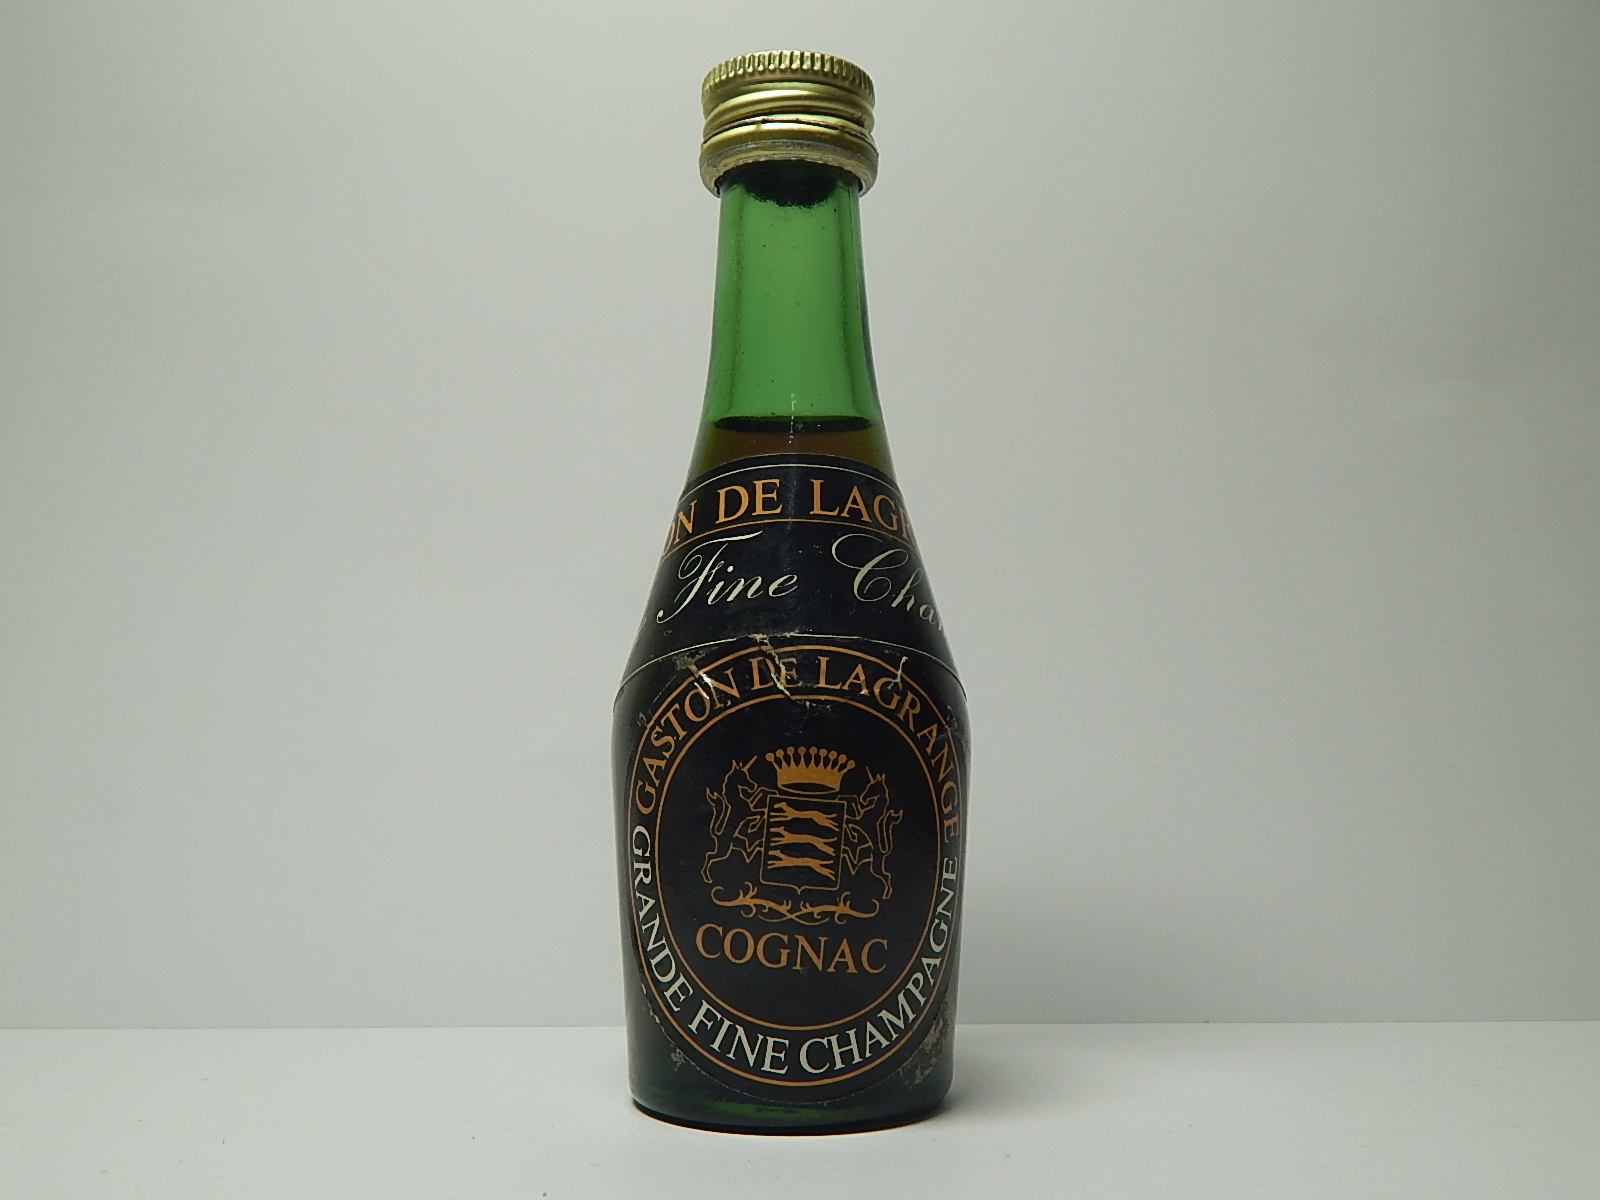 ON DE LAGR
Fine Cha
GASTON DE LAGRANGE
COGNAC
GRANDE FINE CHAMPAGNE